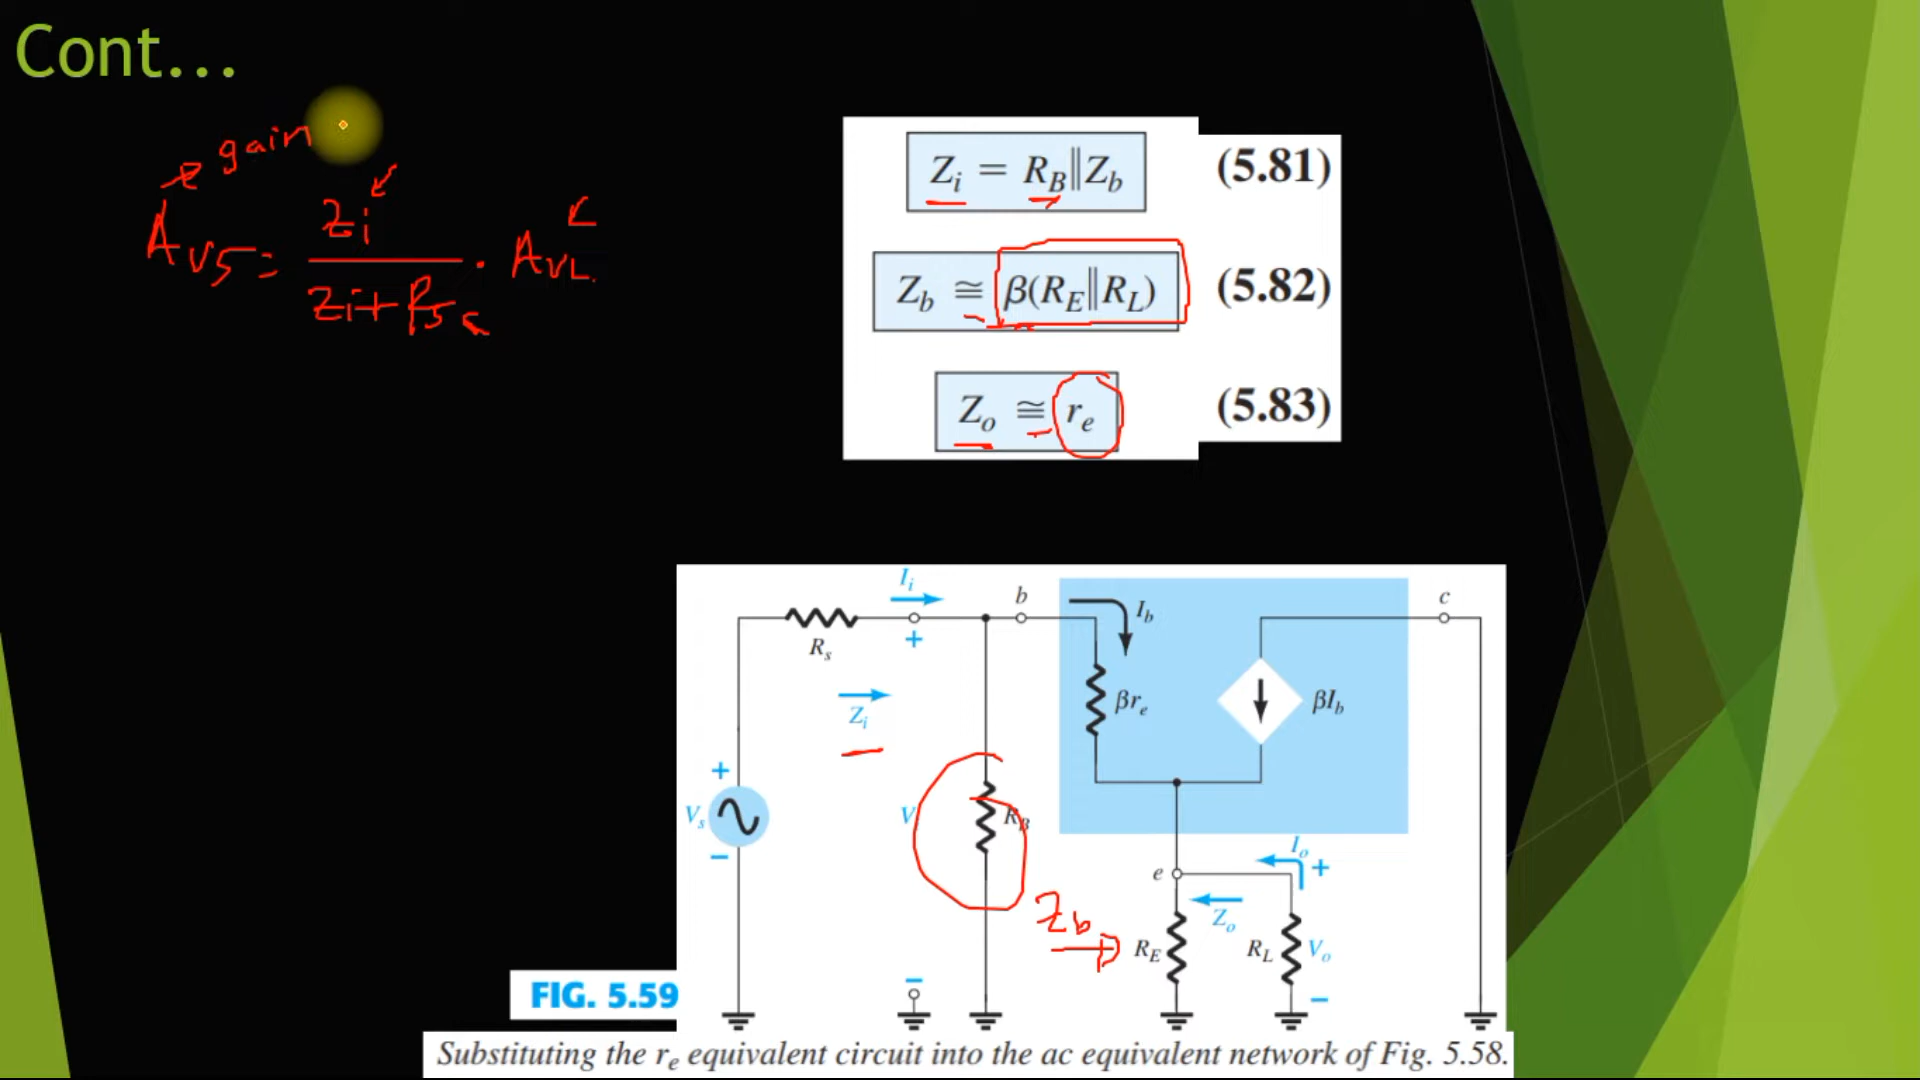 Cont...
gain
Avs = Zi / Zi+Rs . AvL
Zi = RB||Zb (5.81)
Zb ≅ β(RE||RL) (5.82)
Zo ≅ re (5.83)
Ii
b
Ib
c
Rs
+
Zi
βre
βIb
+
Vs
−
V
RB
Io
+
e
Zb
Zo
RE
RL
Vo
−
−
FIG. 5.59
Substituting the re equivalent circuit into the ac equivalent network of Fig. 5.58.